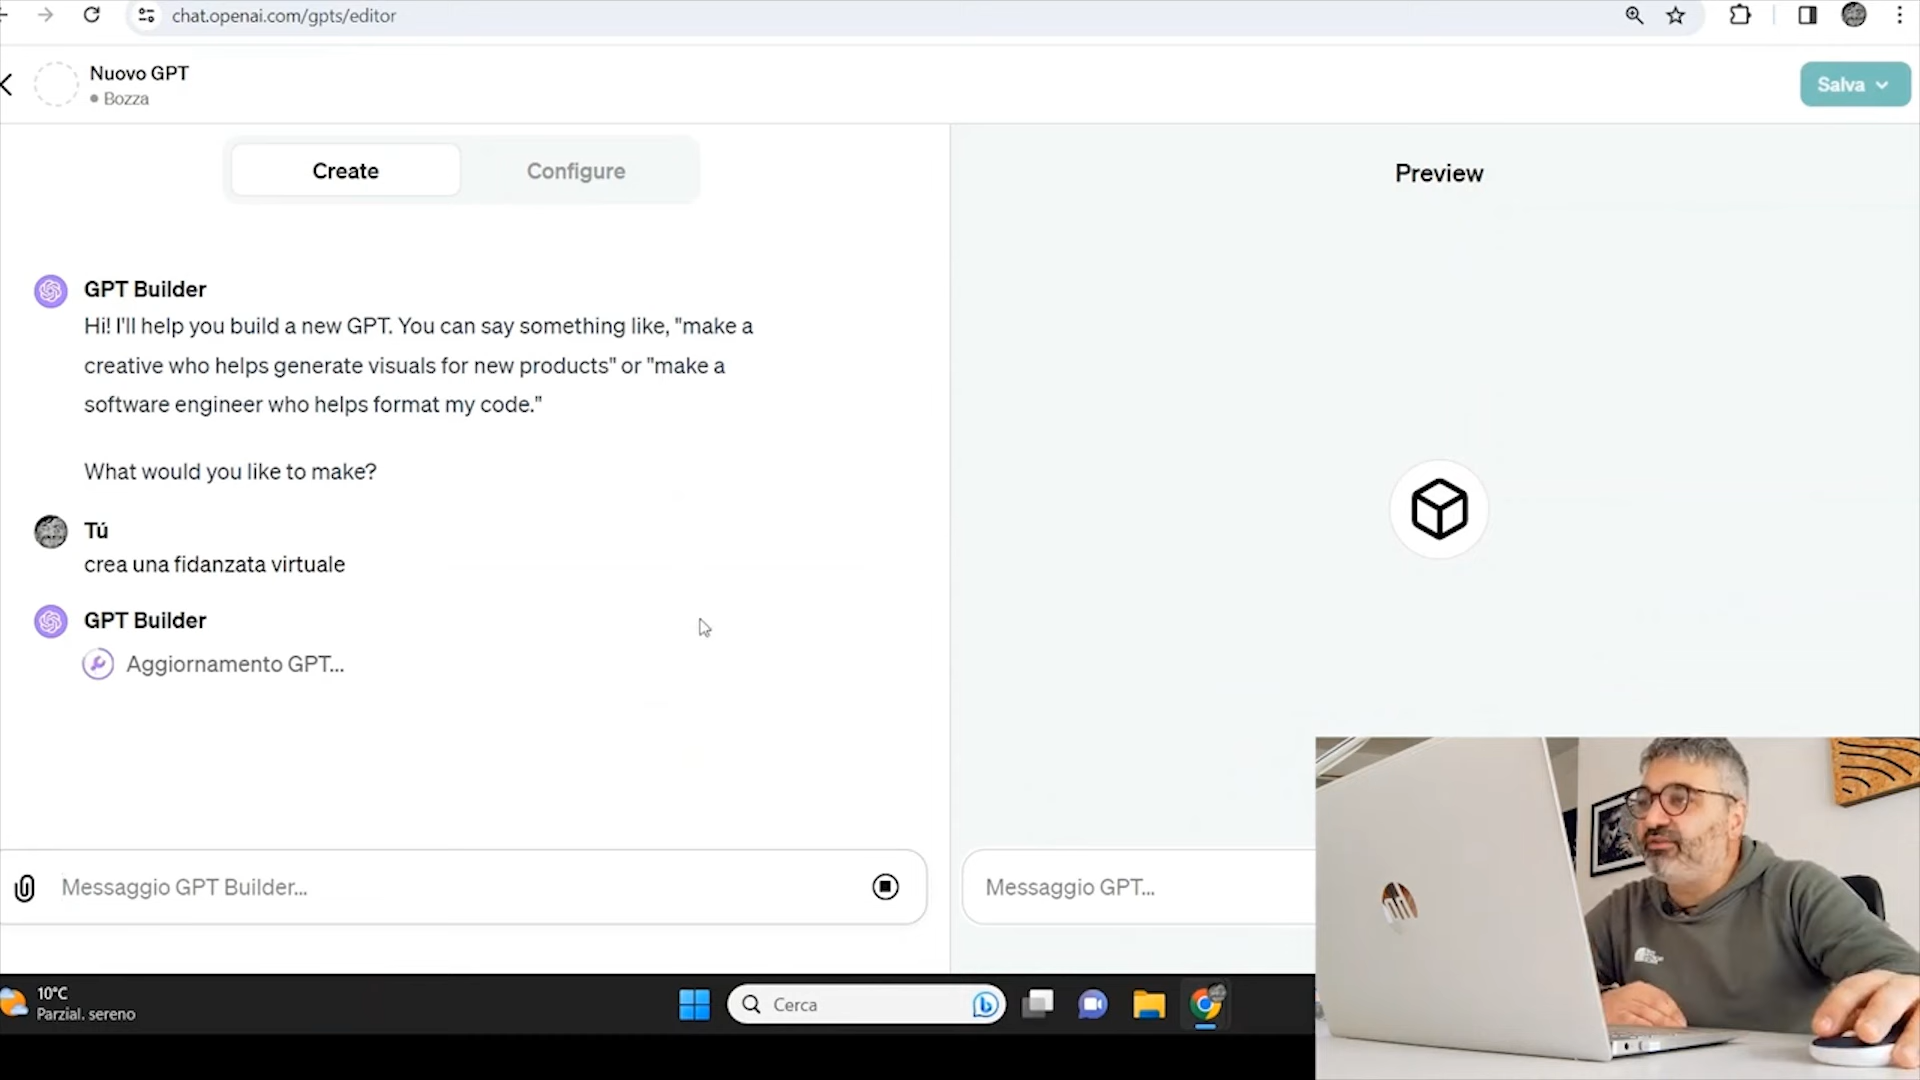 chat.openai.com/gpts/editor
Nuovo GPT
Bozza
Salva
Create
Configure
Preview
GPT Builder
Hi! I'll help you build a new GPT. You can say something like, "make a
creative who helps generate visuals for new products" or "make a
software engineer who helps format my code."
What would you like to make?
Tú
crea una fidanzata virtuale
GPT Builder
Aggiornamento GPT...
Messaggio GPT Builder...
Messaggio GPT...
10°C
Parzial. sereno
Cerca